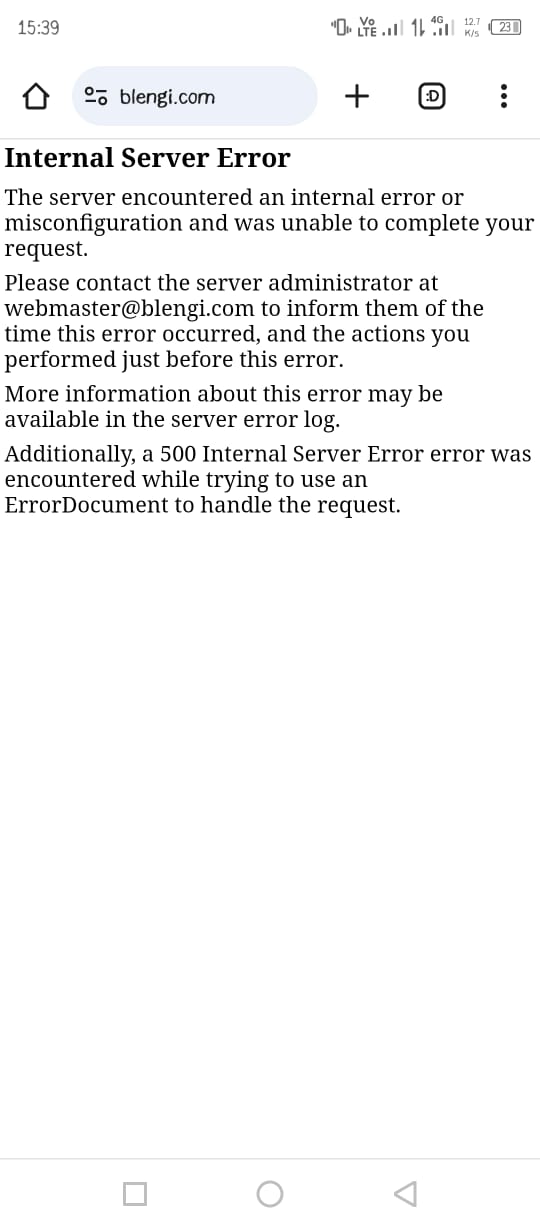 15:39
Vo
LTE
4G
12.7
K/S
23
blengi.com
:D
Internal Server Error
The server encountered an internal error or
misconfiguration and was unable to complete your
request.
Please contact the server administrator at
webmaster@blengi.com to inform them of the
time this error occurred, and the actions you
performed just before this error.
More information about this error may be
available in the server error log.
Additionally, a 500 Internal Server Error error was
encountered while trying to use an
ErrorDocument to handle the request.